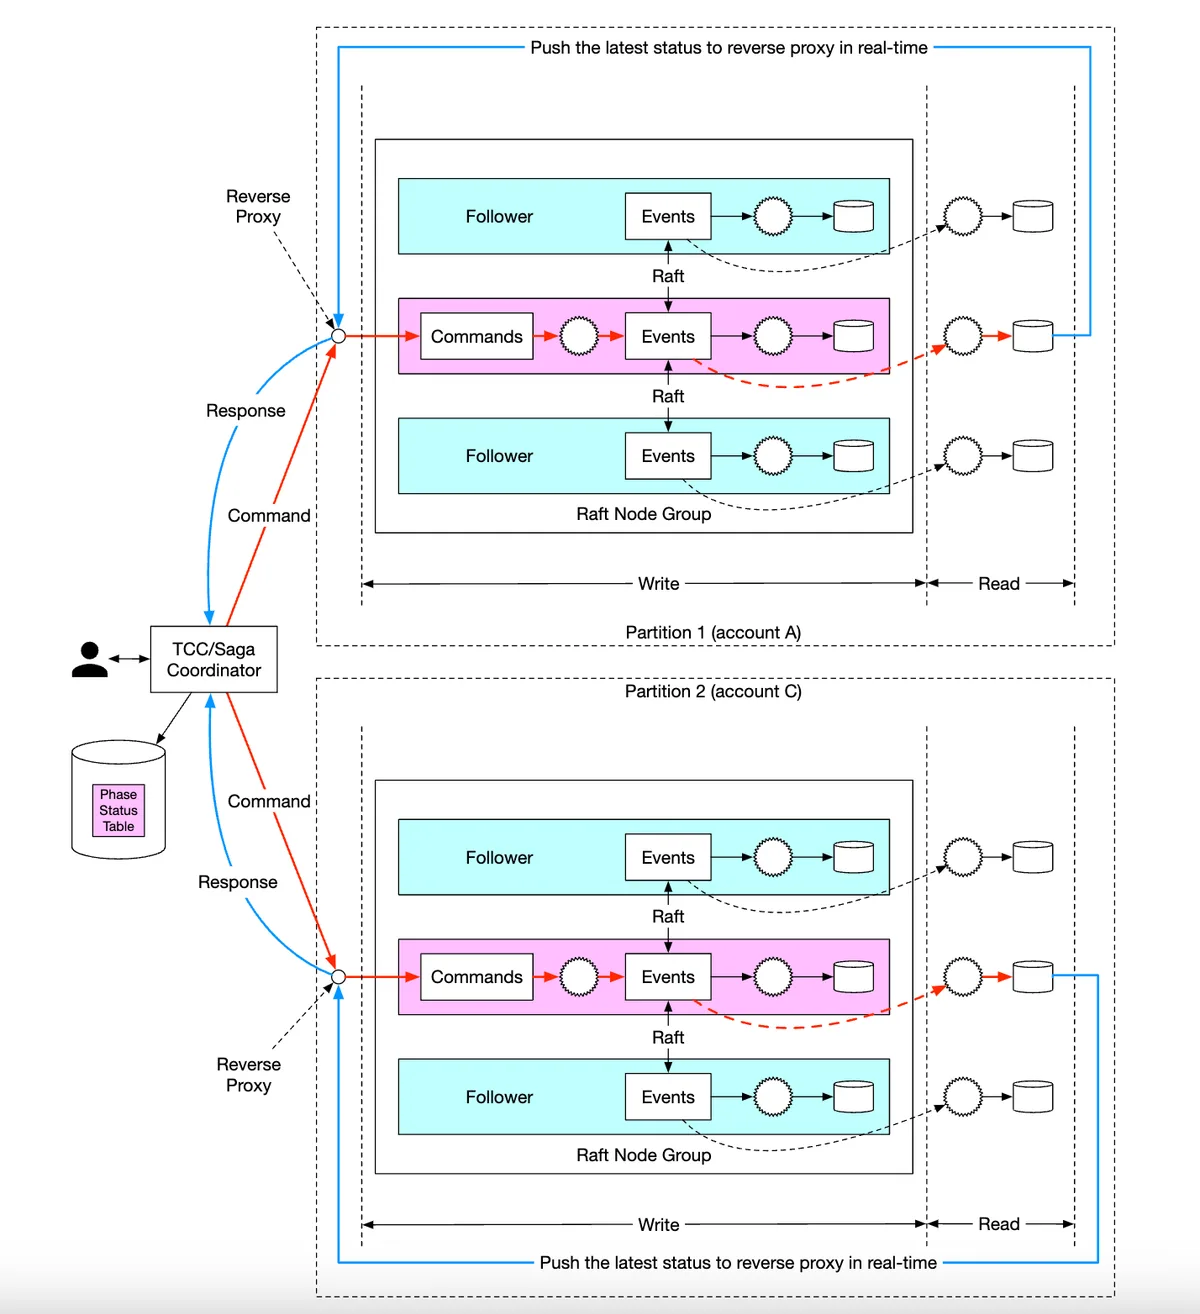 Push the latest status to reverse proxy in real-time
Reverse
Proxy
Follower
Events
Raft
Commands
Events
Response
Raft
Follower
Events
Command
Raft Node Group
Write
Read
Partition 1 (account A)
TCC/Saga
Coordinator
Partition 2 (account C)
Phase
Status
Table
Command
Follower
Events
Response
Raft
Commands
Events
Raft
Reverse
Proxy
Follower
Events
Raft Node Group
Write
Read
Push the latest status to reverse proxy in real-time